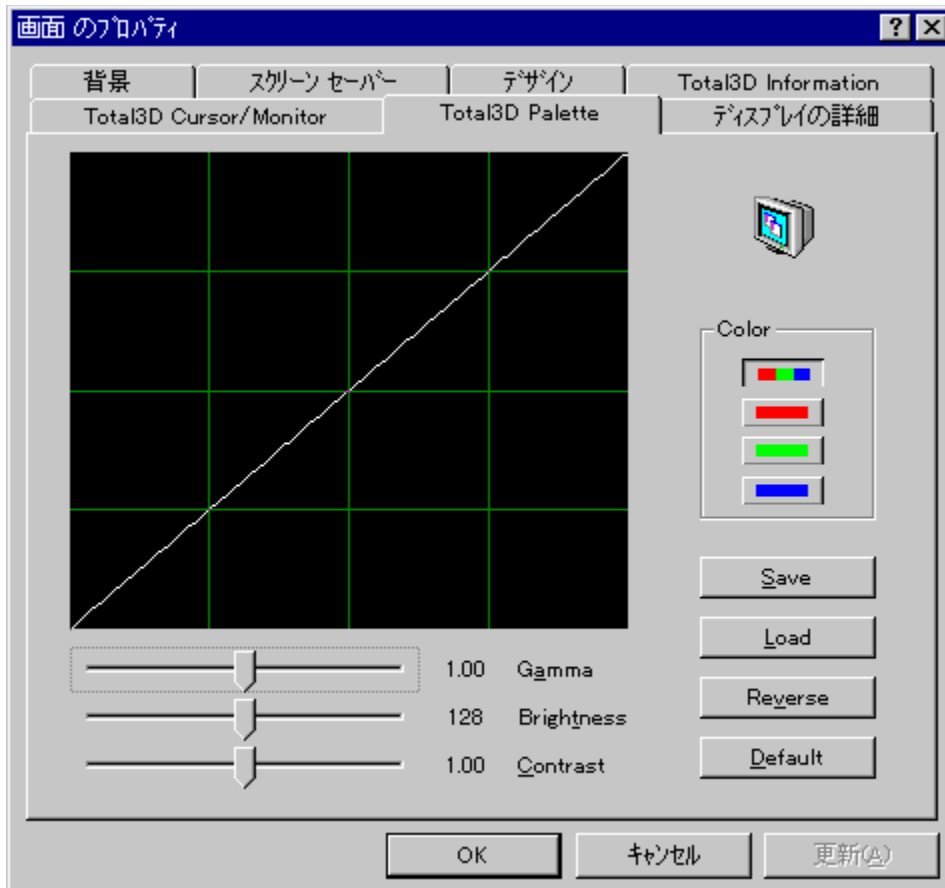 画面 のﾌﾟﾛﾊﾟﾃｨ
背景
ｽｸﾘｰﾝ ｾｰﾊﾞｰ
ﾃﾞｻﾞｲﾝ
Total3D Information
Total3D Cursor/Monitor
Total3D Palette
ﾃﾞｨｽﾌﾟﾚｲの詳細
Color
Save
Load
Reverse
Default
1.00 Gamma
128 Brightness
1.00 Contrast
OK
ｷｬﾝｾﾙ
更新(A)